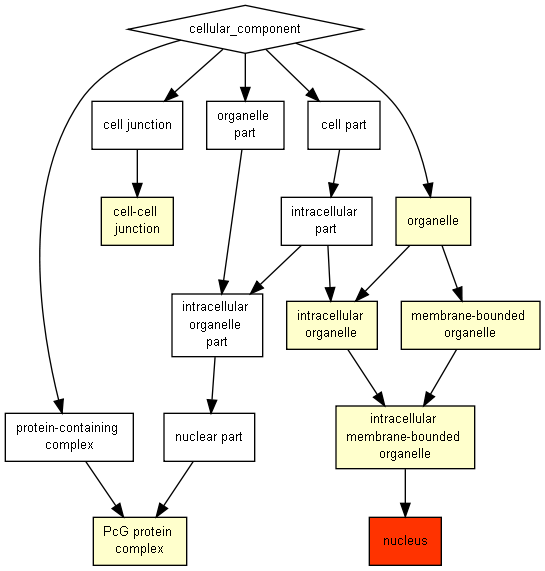 cellular_component
cell junction
organelle
part
cell part
cell-cell
junction
intracellular
part
organelle
intracellular
organelle
part
intracellular
organelle
membrane-bounded
organelle
protein-containing
complex
nuclear part
intracellular
membrane-bounded
organelle
PcG protein
complex
nucleus